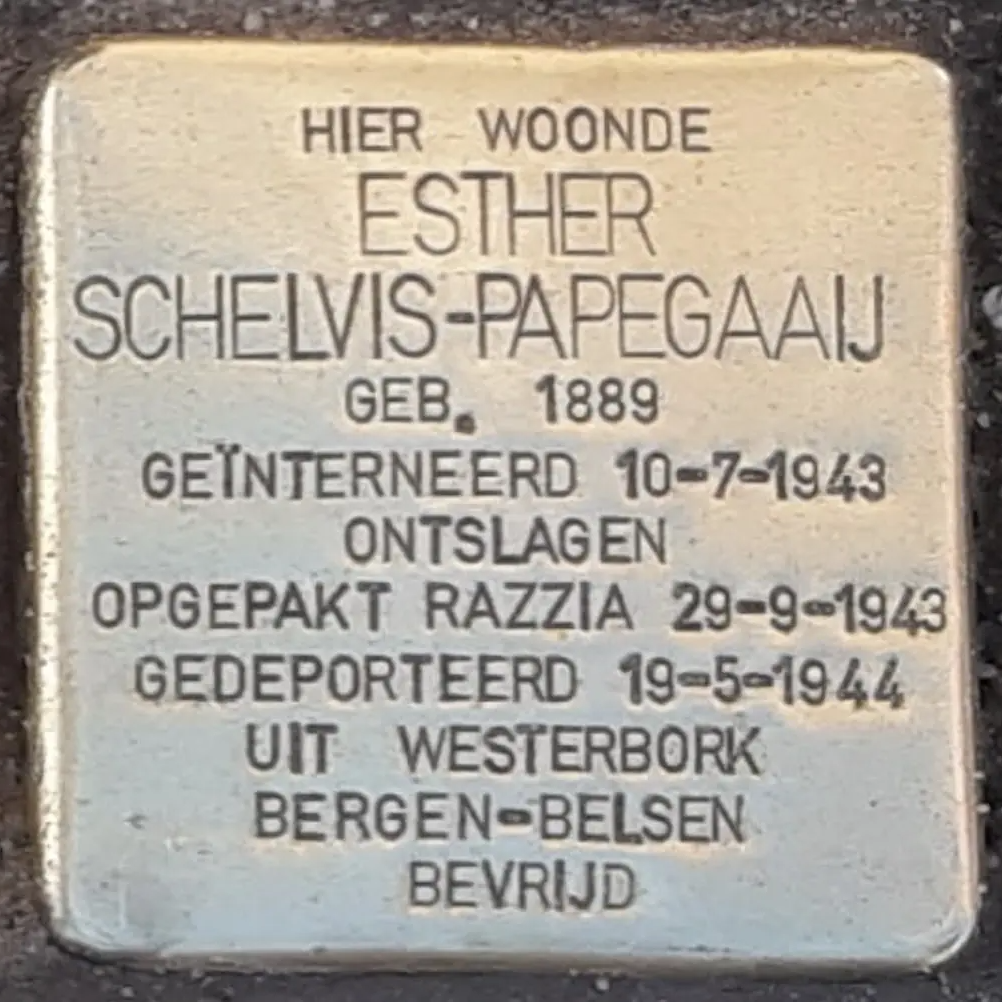 HIER WOONDE
ESTHER
SCHELVIS-PAPEGAAIJ
GEB. 1889
GEÏNTERNEERD 10-7-1943
ONTSLAGEN
OPGEPAKT RAZZIA 29-9-1943
GEDEPORTEERD 19-5-1944
UIT WESTERBORK
BERGEN-BELSEN
BEVRIJD